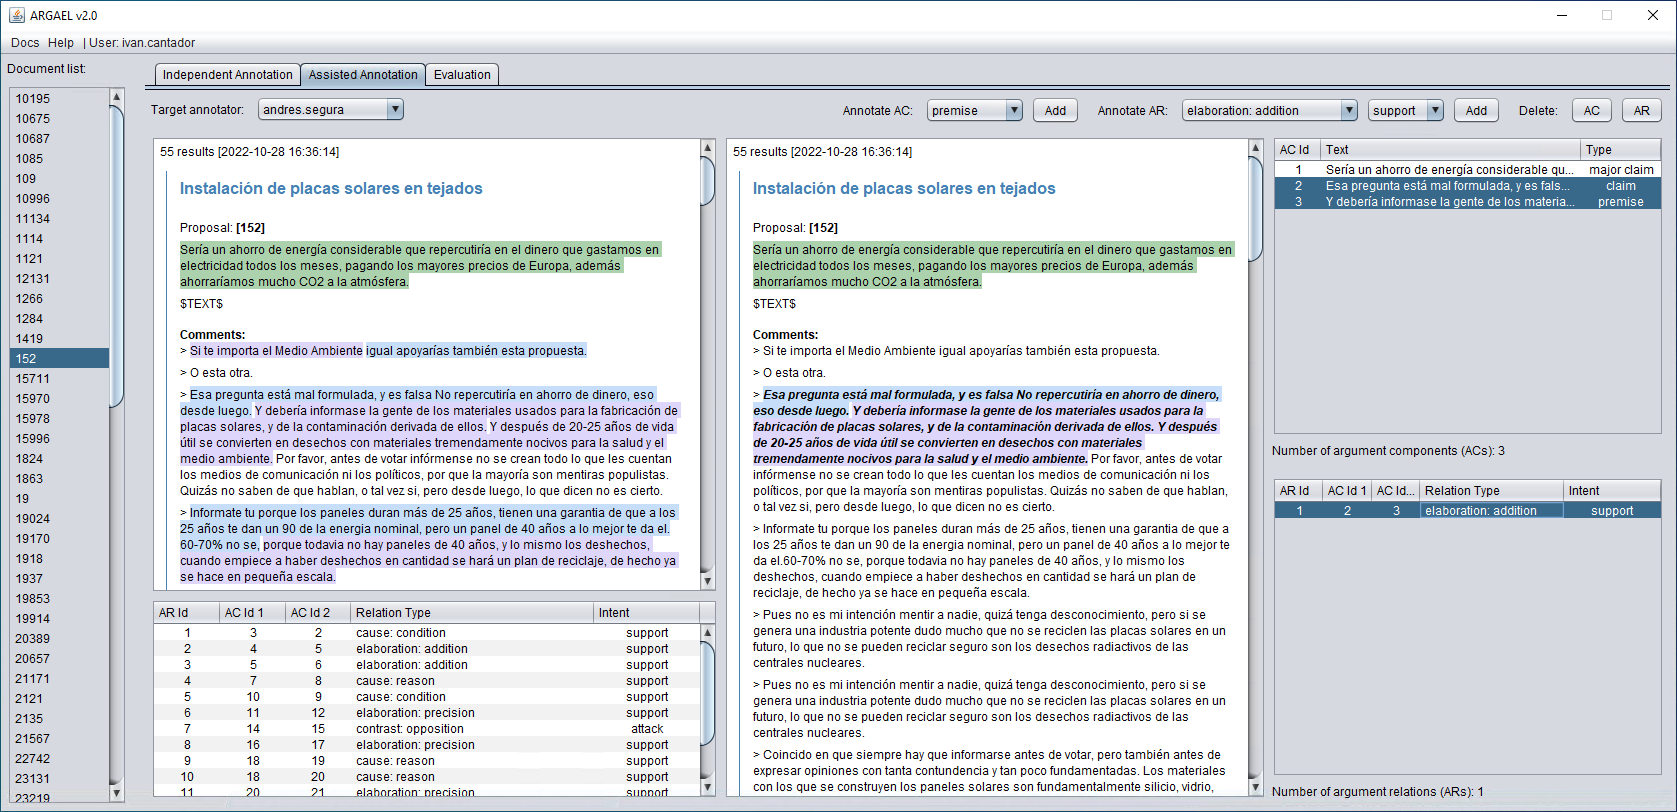 ARGAEL v2.0
Docs Help | User: ivan.cantador
Document list:
10195
10675
10687
1085
109
10996
11134
1114
1121
12131
1266
1284
1419
152
15711
15970
15978
15996
1824
1863
19
19024
19170
1918
1937
19853
19914
20389
20657
21171
2121
2135
21567
22742
23131
23219
Independent Annotation Assisted Annotation Evaluation
Target annotator: andres.segura
Annotate AC: premise Add Annotate AR: elaboration: addition support Add Delete: AC AR
55 results [2022-10-28 16:36:14]
Instalación de placas solares en tejados
Proposal: [152]
Sería un ahorro de energía considerable que repercutiría en el dinero que gastamos en
electricidad todos los meses, pagando los mayores precios de Europa, además
ahorraríamos mucho CO2 a la atmósfera.
$TEXT$
Comments:
> Si te importa el Medio Ambiente igual apoyarías también esta propuesta.
> O esta otra.
> Esa pregunta está mal formulada, y es falsa No repercutiría en ahorro de dinero, eso
desde luego. Y debería informase la gente de los materiales usados para la fabricación de
placas solares, y de la contaminación derivada de ellos. Y después de 20-25 años de vida
útil se convierten en desechos con materiales tremendamente nocivos para la salud y el
medio ambiente. Por favor, antes de votar infórmense no se crean todo lo que les cuentan
los medios de comunicación ni los políticos, por que la mayoría son mentiras populistas.
Quizás no saben de que hablan, o tal vez si, pero desde luego, lo que dicen no es cierto.
> Informate tu porque los paneles duran más de 25 años, tienen una garantia de que a los
25 años te dan un 90 de la energia nominal, pero un panel de 40 años a lo mejor te da el.
60-70% no se, porque todavia no hay paneles de 40 años, y lo mismo los deshechos,
cuando empiece a haber deshechos en cantidad se hará un plan de reciclaje, de hecho ya
se hace en pequeña escala.
AR Id AC Id 1 AC Id 2 Relation Type Intent
1 3 2 cause: condition support
2 4 5 elaboration: addition support
3 5 6 elaboration: addition support
4 7 8 cause: reason support
5 10 9 cause: condition support
6 11 12 elaboration: precision support
7 14 15 contrast: opposition attack
8 16 17 elaboration: precision support
9 18 19 cause: reason support
10 18 20 cause: reason support
11 20 21 elaboration: precision support
55 results [2022-10-28 16:36:14]
Instalación de placas solares en tejados
Proposal: [152]
Sería un ahorro de energía considerable que repercutiría en el dinero que gastamos en
electricidad todos los meses, pagando los mayores precios de Europa, además
ahorraríamos mucho CO2 a la atmósfera.
$TEXT$
Comments:
> Si te importa el Medio Ambiente igual apoyarías también esta propuesta.
> O esta otra.
> Esa pregunta está mal formulada, y es falsa No repercutiría en ahorro de dinero,
eso desde luego. Y debería informase la gente de los materiales usados para la
fabricación de placas solares, y de la contaminación derivada de ellos. Y después
de 20-25 años de vida útil se convierten en desechos con materiales
tremendamente nocivos para la salud y el medio ambiente. Por favor, antes de votar
infórmense no se crean todo lo que les cuentan los medios de comunicación ni los
políticos, por que la mayoría son mentiras populistas. Quizás no saben de que hablan,
o tal vez si, pero desde luego, lo que dicen no es cierto.
> Informate tu porque los paneles duran más de 25 años, tienen una garantia de que a
los 25 años te dan un 90 de la energia nominal, pero un panel de 40 años a lo mejor te
da el.60-70% no se, porque todavia no hay paneles de 40 años, y lo mismo los
deshechos, cuando empiece a haber deshechos en cantidad se hará un plan de
reciclaje, de hecho ya se hace en pequeña escala.
> Pues no es mi intención mentir a nadie, quizá tenga desconocimiento, pero si se
genera una industria potente dudo mucho que no se reciclen las placas solares en un
futuro, lo que no se pueden reciclar seguro son los desechos radiactivos de las
centrales nucleares.
> Pues no es mi intención mentir a nadie, quizá tenga desconocimiento, pero si se
genera una industria potente dudo mucho que no se reciclen las placas solares en un
futuro, lo que no se pueden reciclar seguro son los desechos radiactivos de las
centrales nucleares.
> Coincido en que siempre hay que informarse antes de votar, pero también antes de
expresar opiniones con tanta contundencia y tan poco fundamentadas. Los materiales
con los que se construyen los paneles solares son fundamentalmente silicio, vidrio,
AC Id Text Type
1 Sería un ahorro de energía considerable qu... major claim
2 Esa pregunta está mal formulada, y es fals... claim
3 Y debería informase la gente de los materia... premise
Number of argument components (ACs): 3
AR Id AC Id 1 AC Id... Relation Type Intent
1 2 3 elaboration: addition support
Number of argument relations (ARs): 1